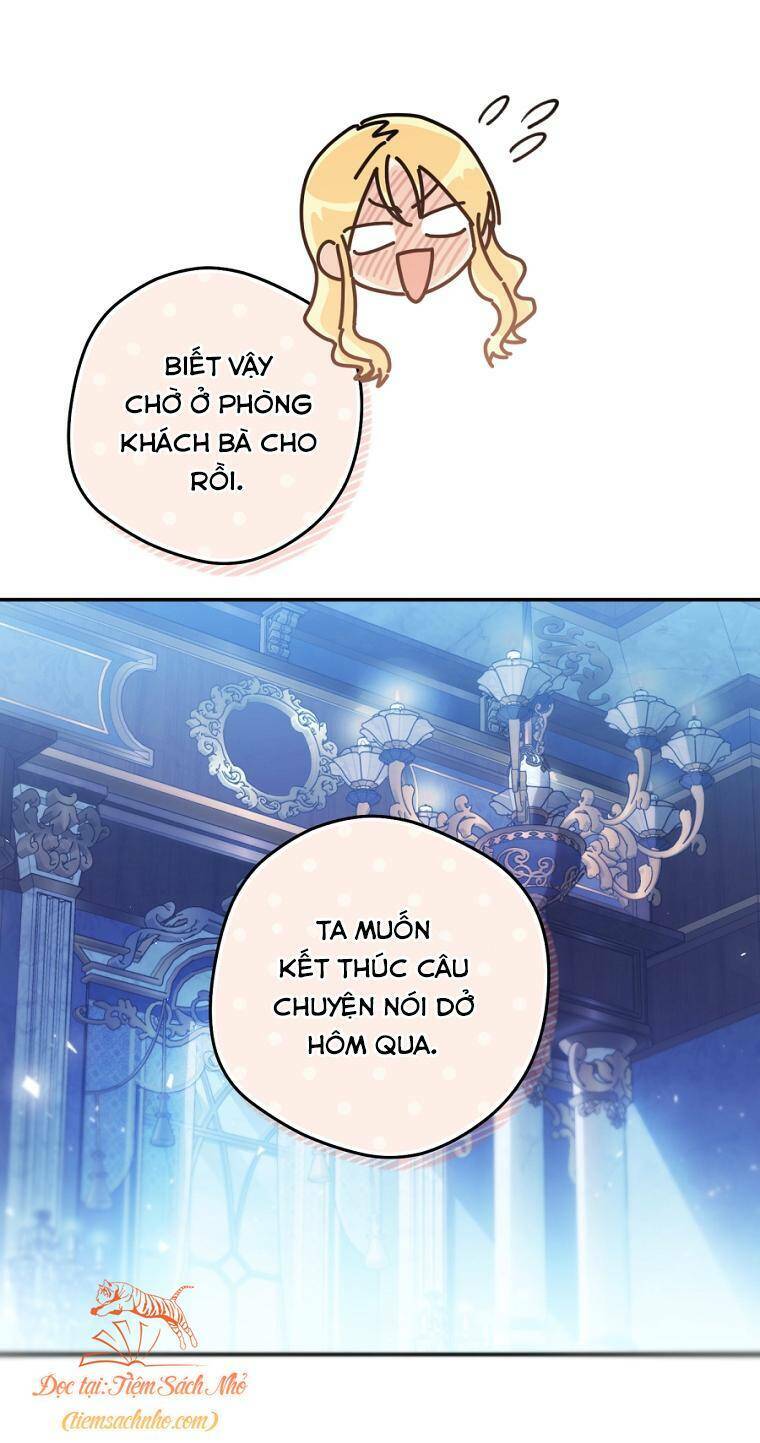 BIẾT VẬY
CHỜ Ở PHÒNG
KHÁCH BÀ CHO
RỒI.
TA MUỐN
KẾT THÚC CÂU
CHUYỆN NÓI DỞ
HÔM QUA.
Đọc tại: Tiệm Sách Nhỏ
(tiemsachnho.com)